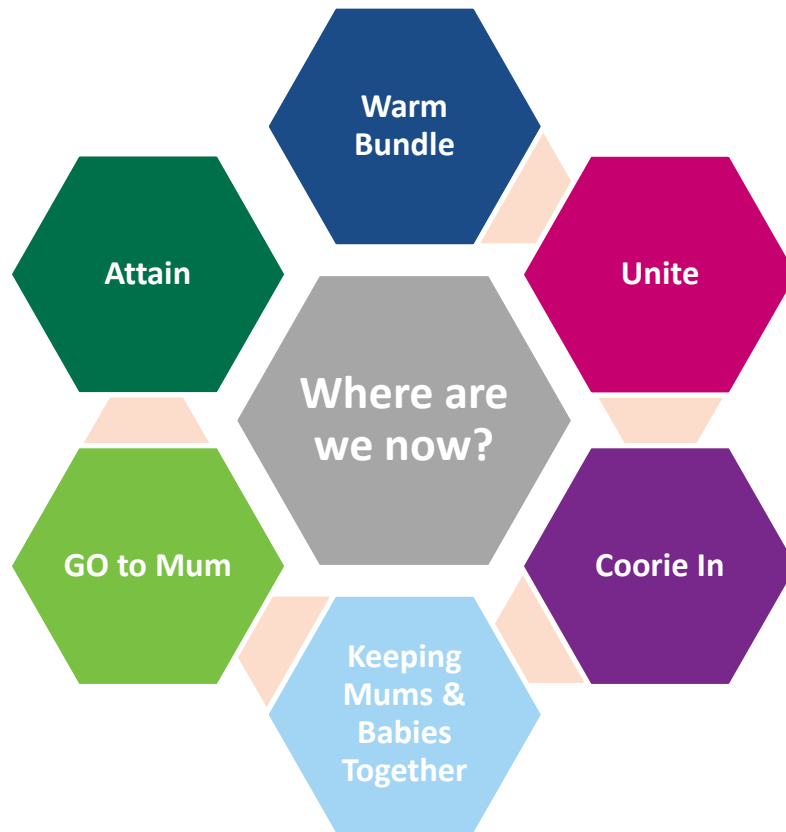 Warm
Bundle
Attain
Unite
Where are
we now?
GO to Mum
Coorie In
Keeping
Mums &
Babies
Together